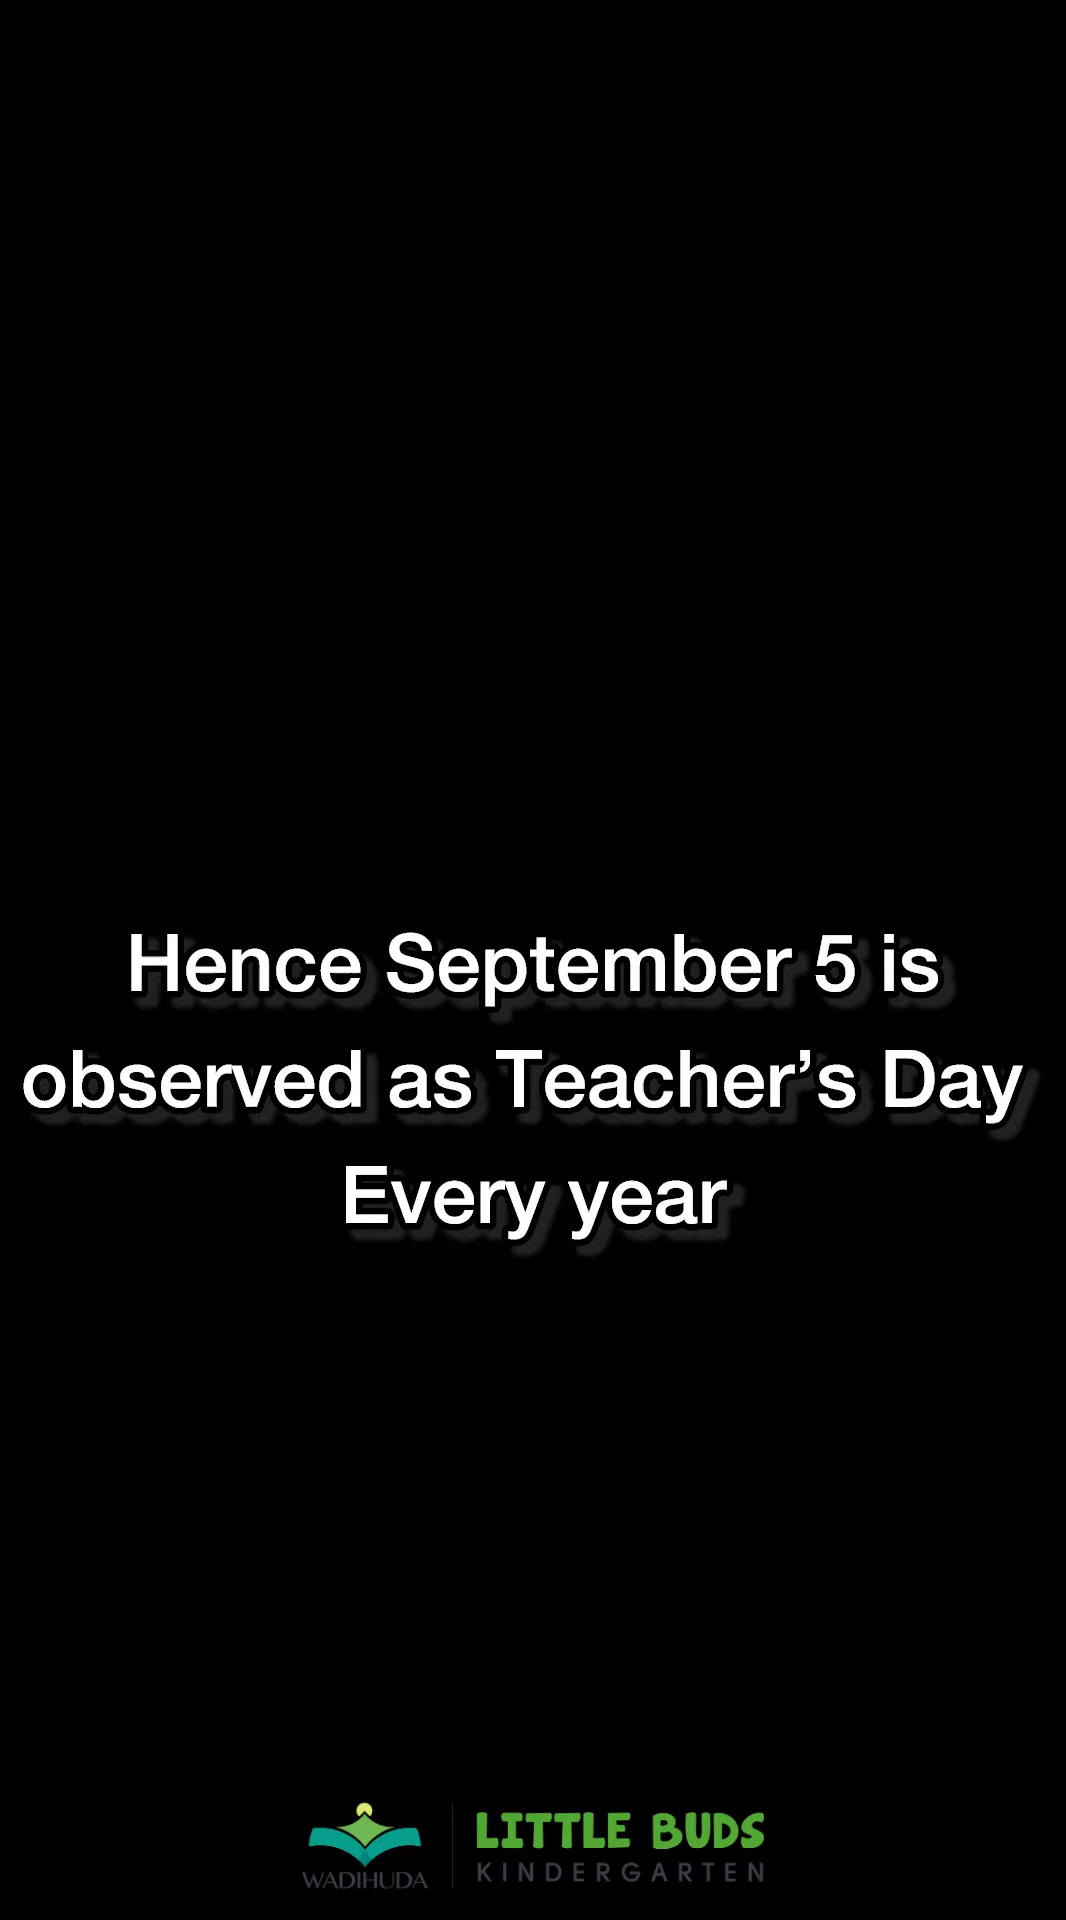 Hence September 5 is
observed as Teacher’s Day
Every year
WADIHUDA
LITTLE BUDS
KINDERGARTEN